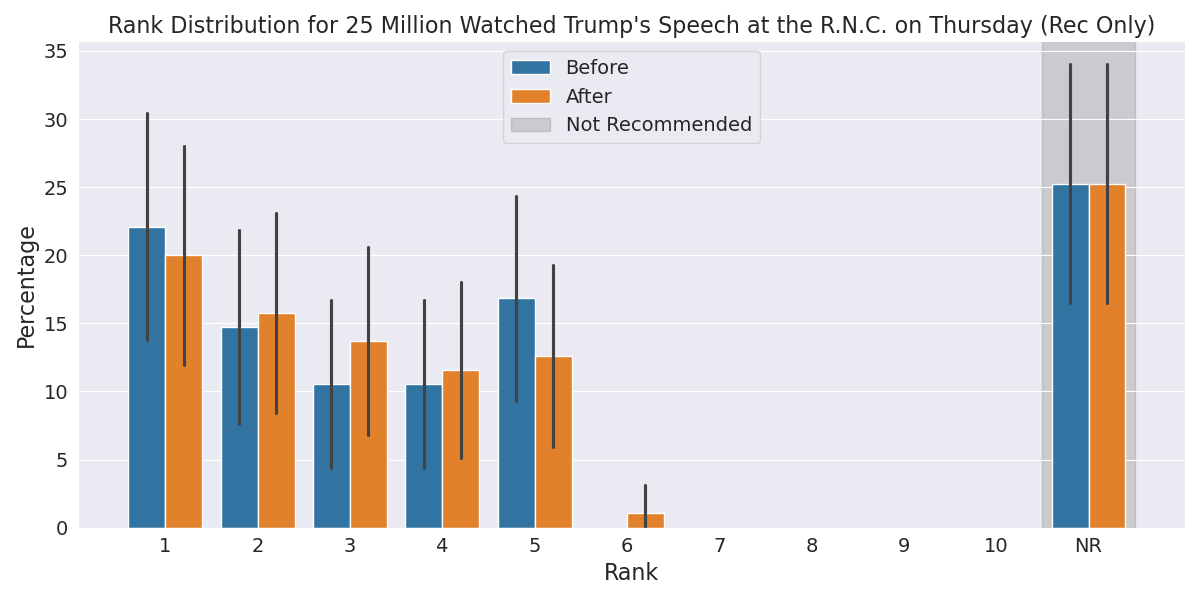 Rank Distribution for 25 Million Watched Trump's Speech at the R.N.C. on Thursday (Rec Only)
Before
After
Not Recommended
Percentage
35
30
25
20
15
10
5
0
1 2 3 4 5 6 7 8 9 10 NR
Rank